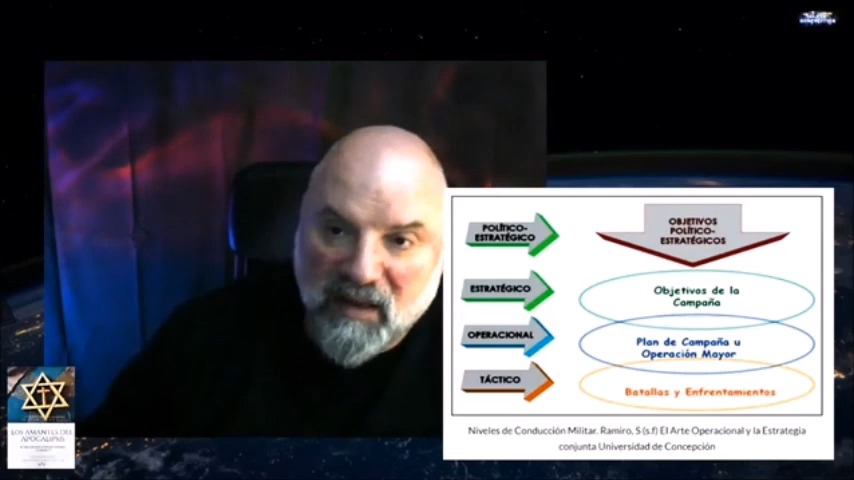 POLÍTICO-
ESTRATÉGICO
OBJETIVOS
POLÍTICO-
ESTRATÉGICOS
ESTRATÉGICO
Objetivos de la
Campaña
OPERACIONAL
Plan de Campaña u
Operación Mayor
TÁCTICO
Batallas y Enfrentamientos
Niveles de Conducción Militar. Ramiro, S (s.f) El Arte Operacional y la Estrategia
conjunta Universidad de Concepción
LOS AMANTES DEL
APOCALIPSIS